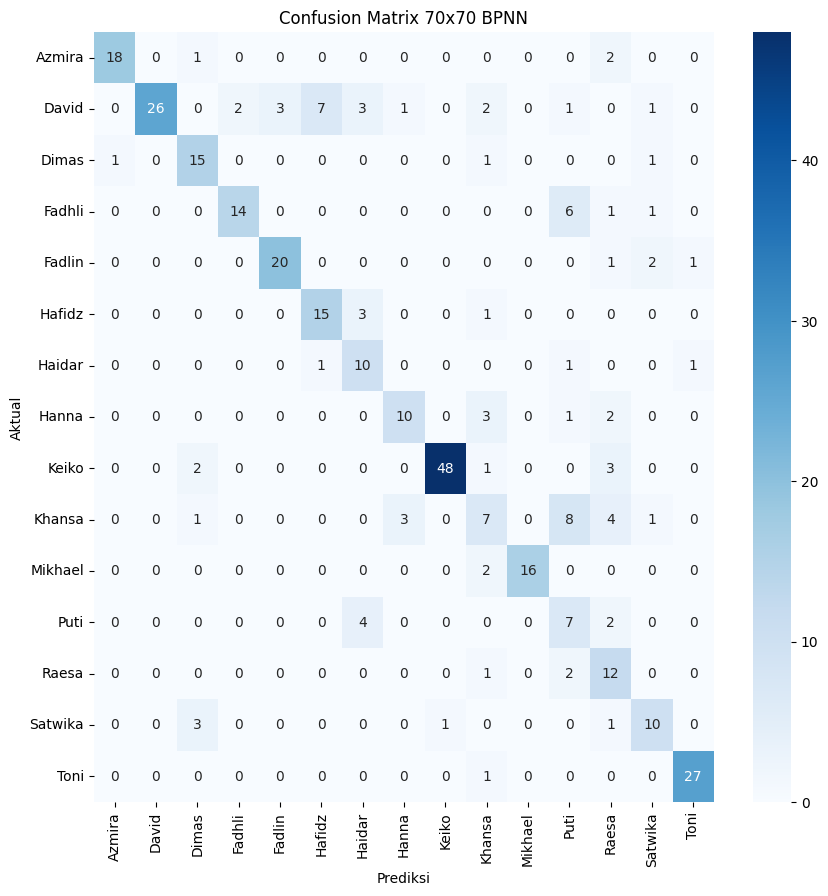 Confusion Matrix 70x70 BPNN
Aktual
Azmira 18 0 1 0 0 0 0 0 0 0 0 0 2 0 0
David 0 26 0 2 3 7 3 1 0 2 0 1 0 1 0
Dimas 1 0 15 0 0 0 0 0 0 1 0 0 0 1 0
Fadhli 0 0 0 14 0 0 0 0 0 0 0 6 1 1 0
Fadlin 0 0 0 0 20 0 0 0 0 0 0 0 1 2 1
Hafidz 0 0 0 0 0 15 3 0 0 1 0 0 0 0 0
Haidar 0 0 0 0 0 1 10 0 0 0 0 1 0 0 1
Hanna 0 0 0 0 0 0 0 10 0 3 0 1 2 0 0
Keiko 0 0 2 0 0 0 0 0 48 1 0 0 3 0 0
Khansa 0 0 1 0 0 0 0 3 0 7 0 8 4 1 0
Mikhael 0 0 0 0 0 0 0 0 0 2 16 0 0 0 0
Puti 0 0 0 0 0 0 4 0 0 0 0 7 2 0 0
Raesa 0 0 0 0 0 0 0 0 0 1 0 2 12 0 0
Satwika 0 0 3 0 0 0 0 0 1 0 0 0 1 10 0
Toni 0 0 0 0 0 0 0 0 0 1 0 0 0 0 27
Azmira David Dimas Fadhli Fadlin Hafidz Haidar Hanna Keiko Khansa Mikhael Puti Raesa Satwika Toni
Prediksi
40
30
20
10
0